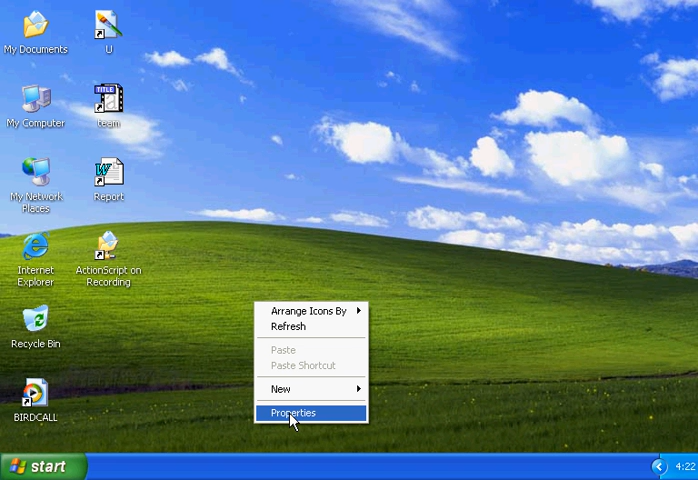 My Documents
U
My Computer
TITLE
a
team
My Network
Places
W
Report
Internet
Explorer
ActionScript on
Recording
Recycle Bin
BIRDCALL
Arrange Icons By
Refresh
Paste
Paste Shortcut
New
Properties
start
4:22